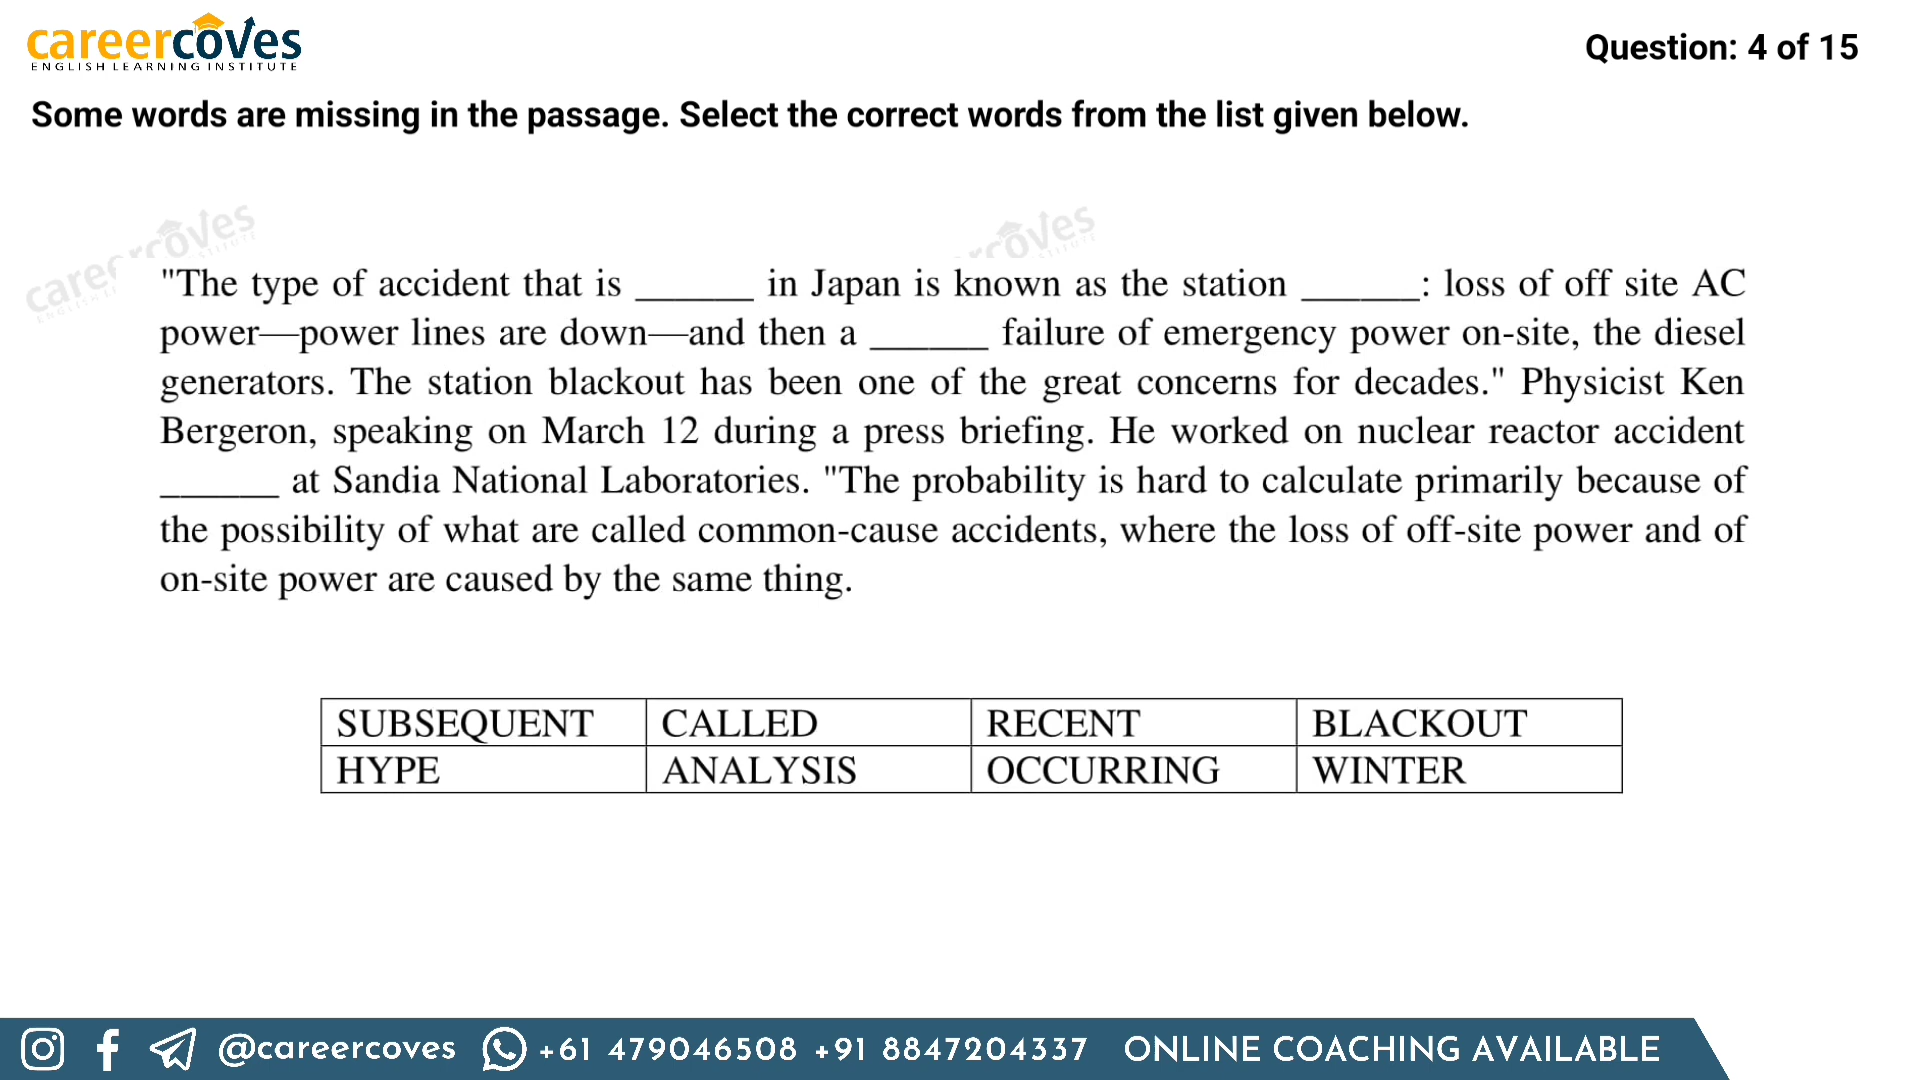 careercoves
ENGLISH LEARNING INSTITUTE
Question: 4 of 15
Some words are missing in the passage. Select the correct words from the list given below.
"The type of accident that is ______ in Japan is known as the station ______: loss of off site AC
power—power lines are down—and then a ______ failure of emergency power on-site, the diesel
generators. The station blackout has been one of the great concerns for decades." Physicist Ken
Bergeron, speaking on March 12 during a press briefing. He worked on nuclear reactor accident
______ at Sandia National Laboratories. "The probability is hard to calculate primarily because of
the possibility of what are called common-cause accidents, where the loss of off-site power and of
on-site power are caused by the same thing.
SUBSEQUENT CALLED RECENT BLACKOUT
HYPE ANALYSIS OCCURRING WINTER
@careercoves +61 479046508 +91 8847204337 ONLINE COACHING AVAILABLE